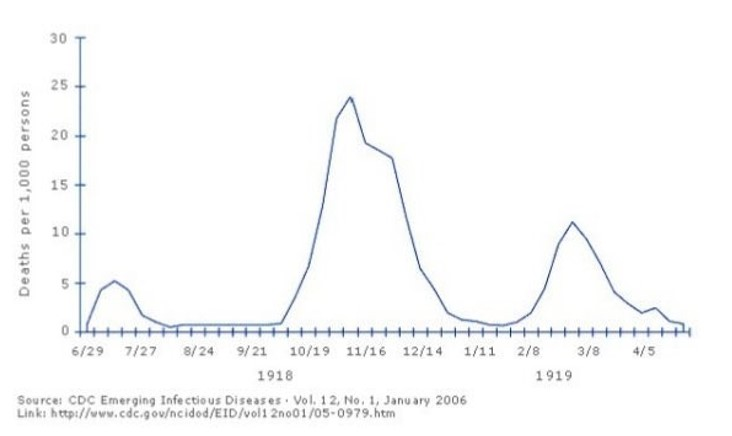 30
25
20
15
10
5
0
Deaths per 1,000 persons
6/29 7/27 8/24 9/21 10/19 11/16 12/14 1/11 2/8 3/8 4/5
1918 1919
Source: CDC Emerging Infectious Diseases · Vol. 12, No. 1, January 2006
Link: http://www.cdc.gov/ncidod/EID/vol12no01/05-0979.htm